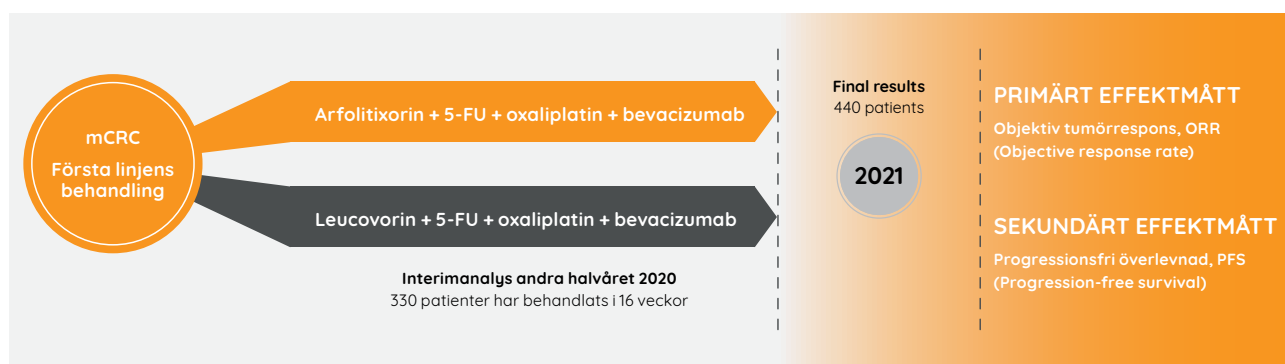 mCRC
Första linjens
behandling
Arfolitixorin + 5-FU + oxaliplatin + bevacizumab
Leucovorin + 5-FU + oxaliplatin + bevacizumab
Interimanalys andra halvåret 2020
330 patienter har behandlats i 16 veckor
Final results
440 patients
2021
PRIMÄRT EFFEKTMÅTT
Objektiv tumörrespons, ORR
(Objective response rate)
SEKUNDÄRT EFFEKTMÅTT
Progressionsfri överlevnad, PFS
(Progression-free survival)